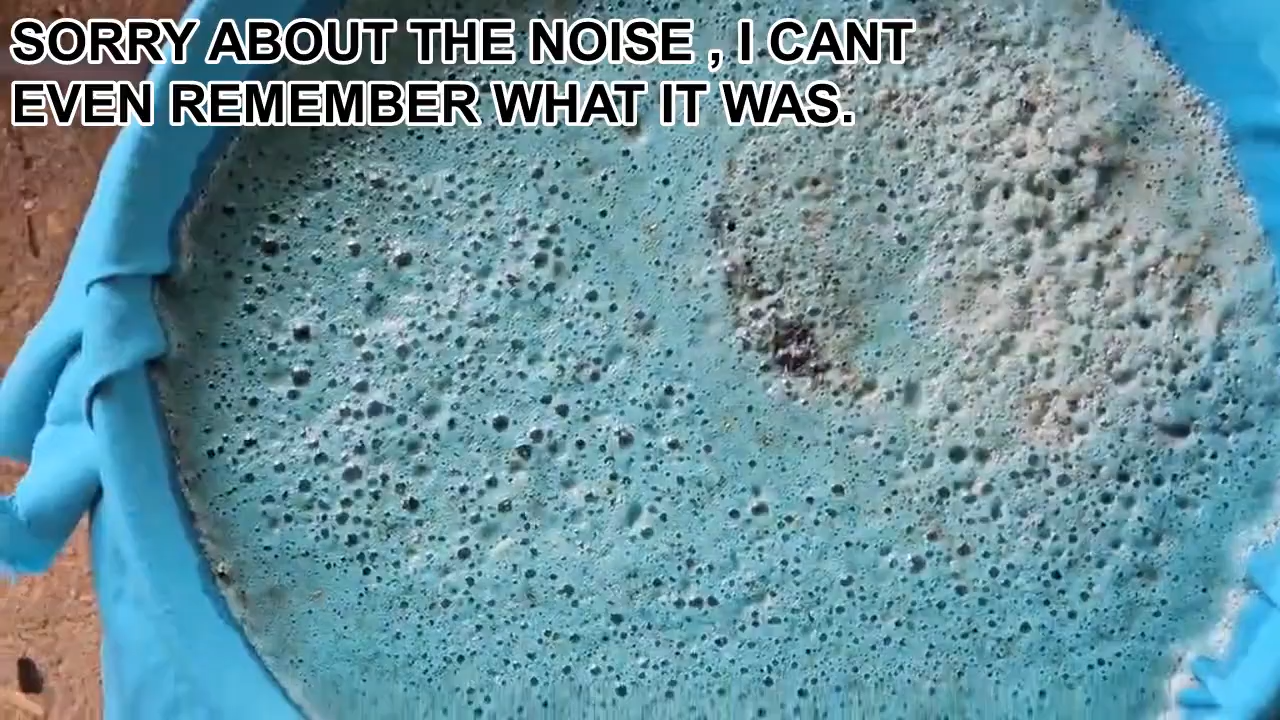 SORRY ABOUT THE NOISE , I CANT
EVEN REMEMBER WHAT IT WAS.